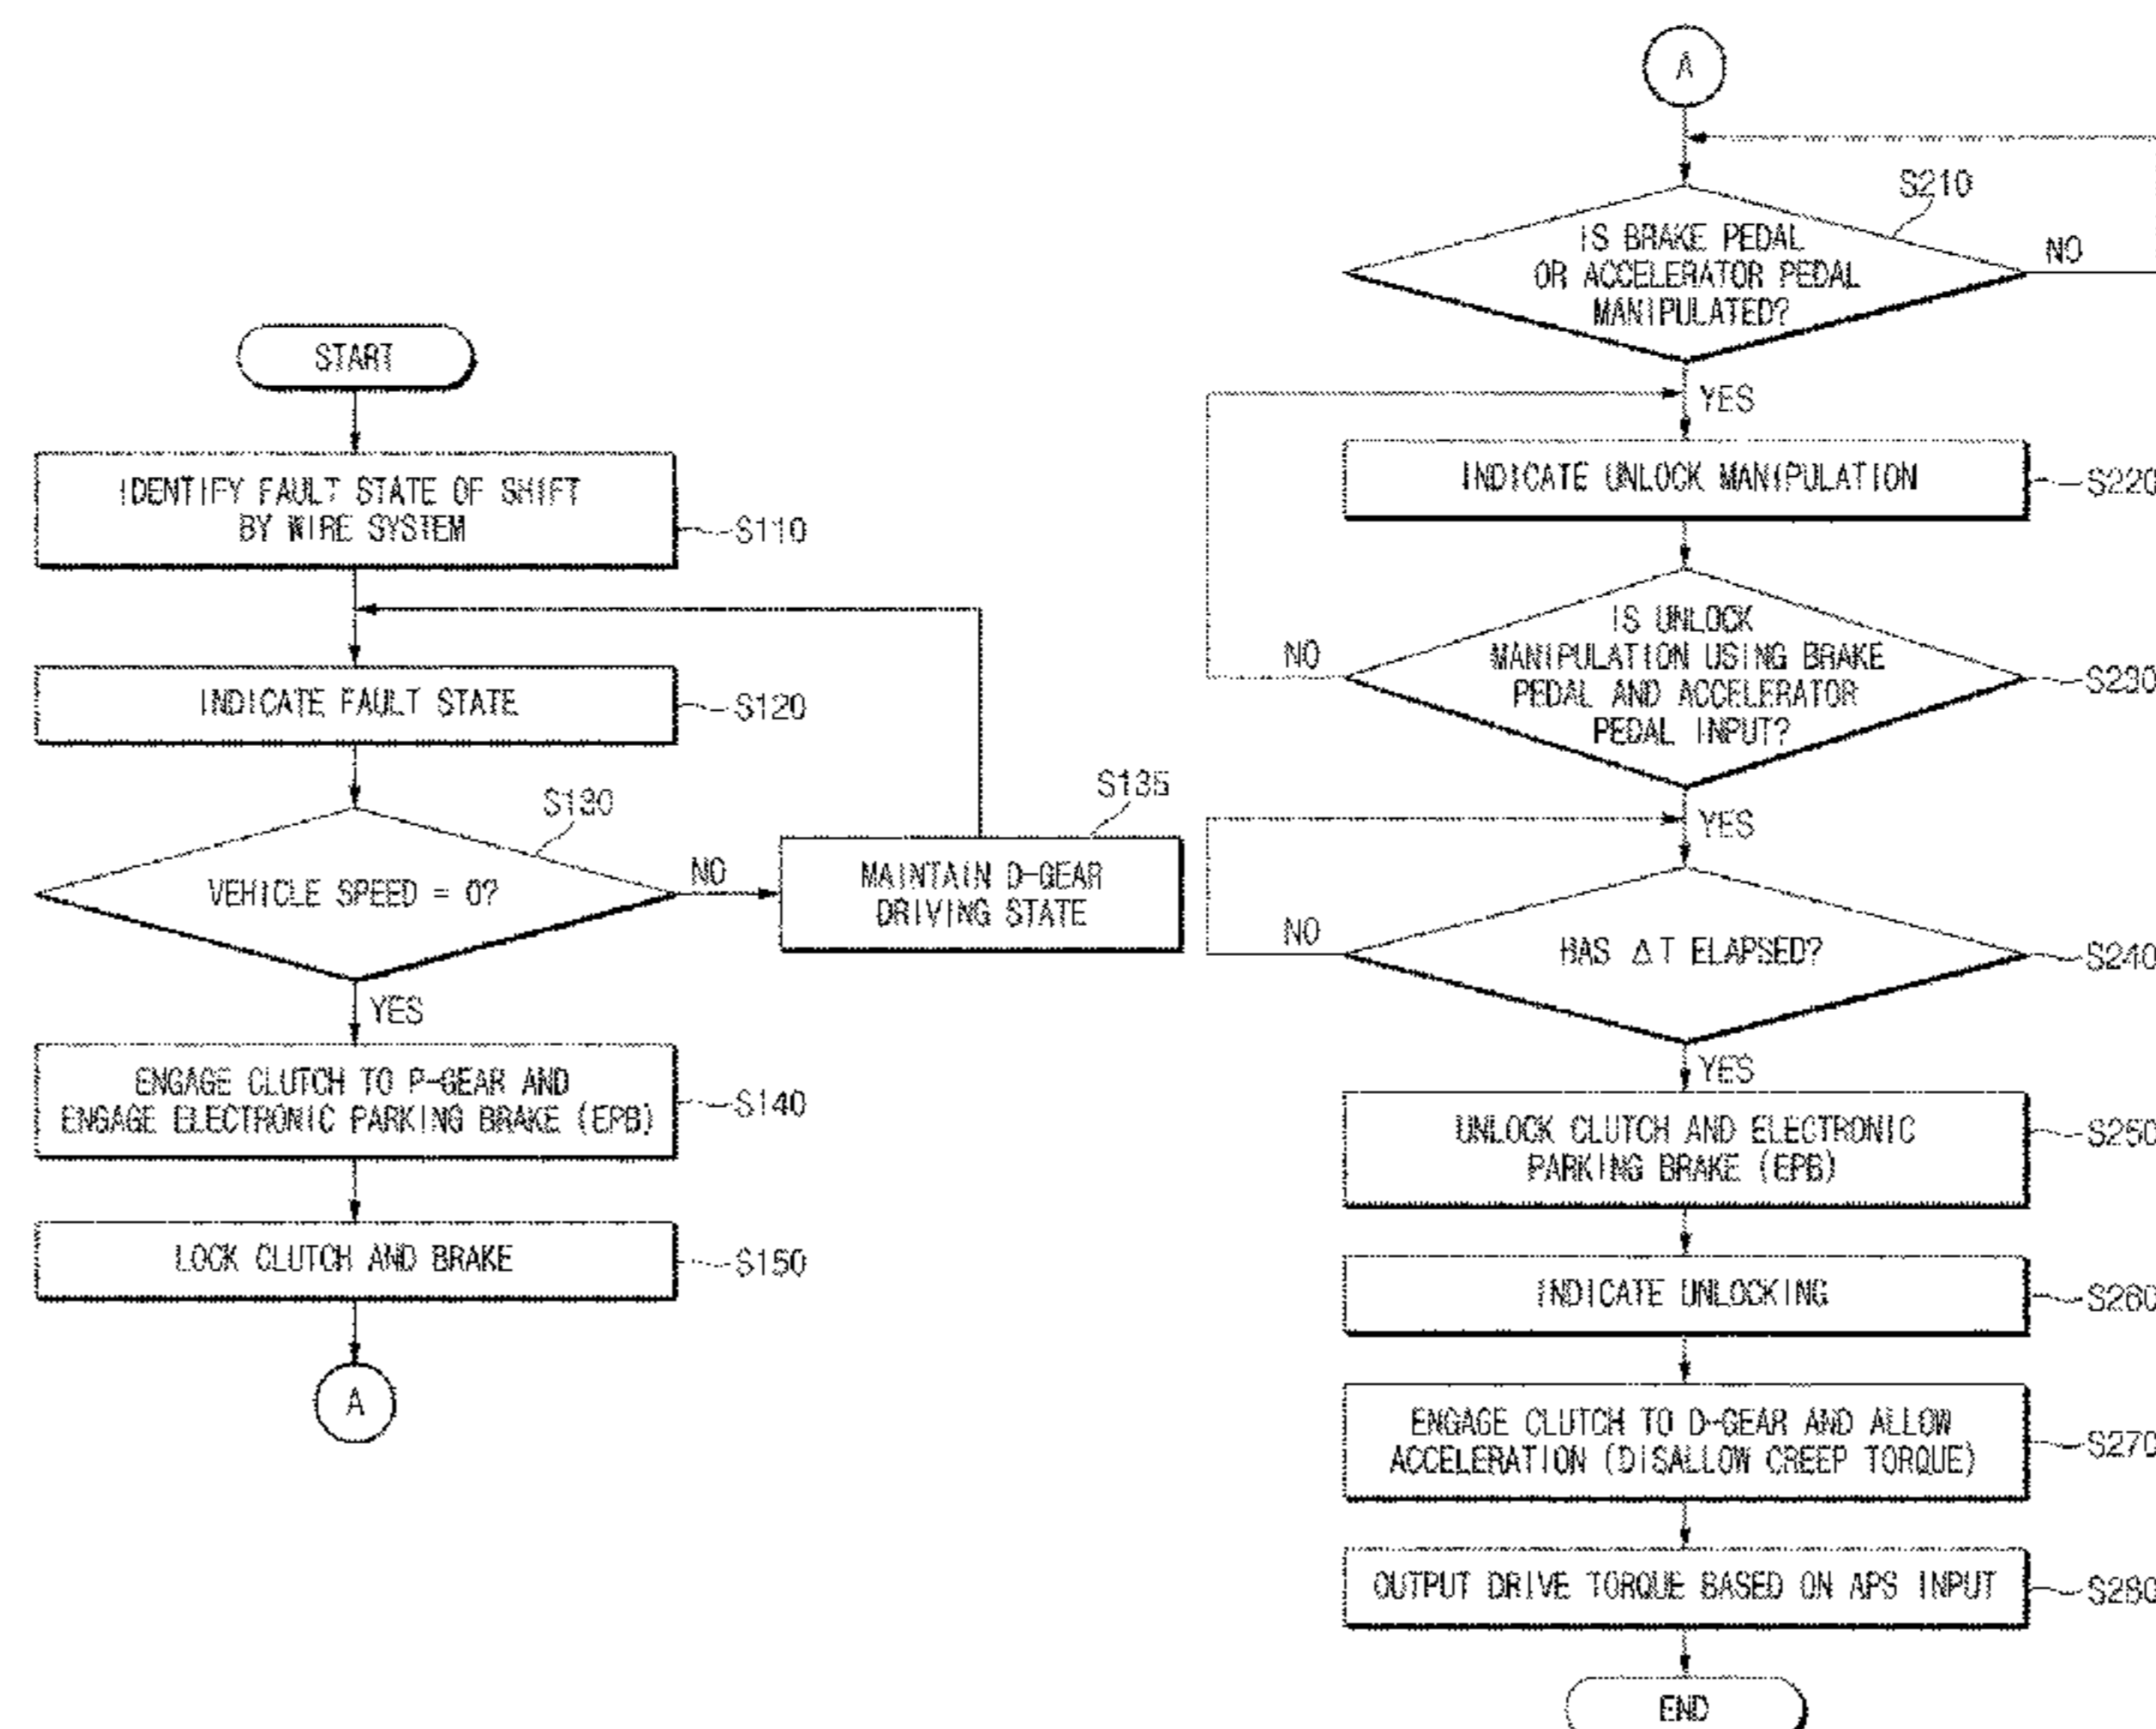 START
IDENTIFY FAULT STATE OF SHIFT
BY WIRE SYSTEM
S110
INDICATE FAULT STATE
S120
S130
VEHICLE SPEED = 0?
NO
S135
MAINTAIN D-GEAR
DRIVING STATE
YES
ENGAGE CLUTCH TO P-GEAR AND
ENGAGE ELECTRONIC PARKING BRAKE (EPB)
S140
LOCK CLUTCH AND BRAKE
S150
A
A
S210
IS BRAKE PEDAL
OR ACCELERATOR PEDAL
MANIPULATED?
NO
YES
INDICATE UNLOCK MANIPULATION
S220
IS UNLOCK
MANIPULATION USING BRAKE
PEDAL AND ACCELERATOR
PEDAL INPUT?
NO
S230
YES
HAS ΔT ELAPSED?
NO
S240
YES
UNLOCK CLUTCH AND ELECTRONIC
PARKING BRAKE (EPB)
S250
INDICATE UNLOCKING
S260
ENGAGE CLUTCH TO D-GEAR AND ALLOW
ACCELERATION (DISALLOW CREEP TORQUE)
S270
OUTPUT DRIVE TORQUE BASED ON APS INPUT
S280
END